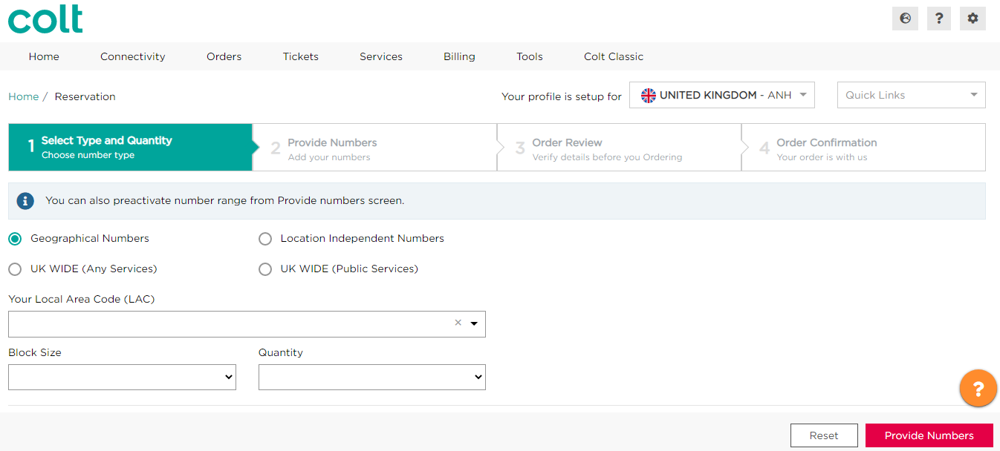 colt
?
Home Connectivity Orders Tickets Services Billing Tools Colt Classic
Home / Reservation
Your profile is setup for UNITED KINGDOM - ANH Quick Links
1 Select Type and Quantity
Choose number type
2 Provide Numbers
Add your numbers
3 Order Review
Verify details before you Ordering
4 Order Confirmation
Your order is with us
i You can also preactivate number range from Provide numbers screen.
Geographical Numbers Location Independent Numbers
UK WIDE (Any Services) UK WIDE (Public Services)
Your Local Area Code (LAC)
×
Block Size Quantity
?
Reset Provide Numbers